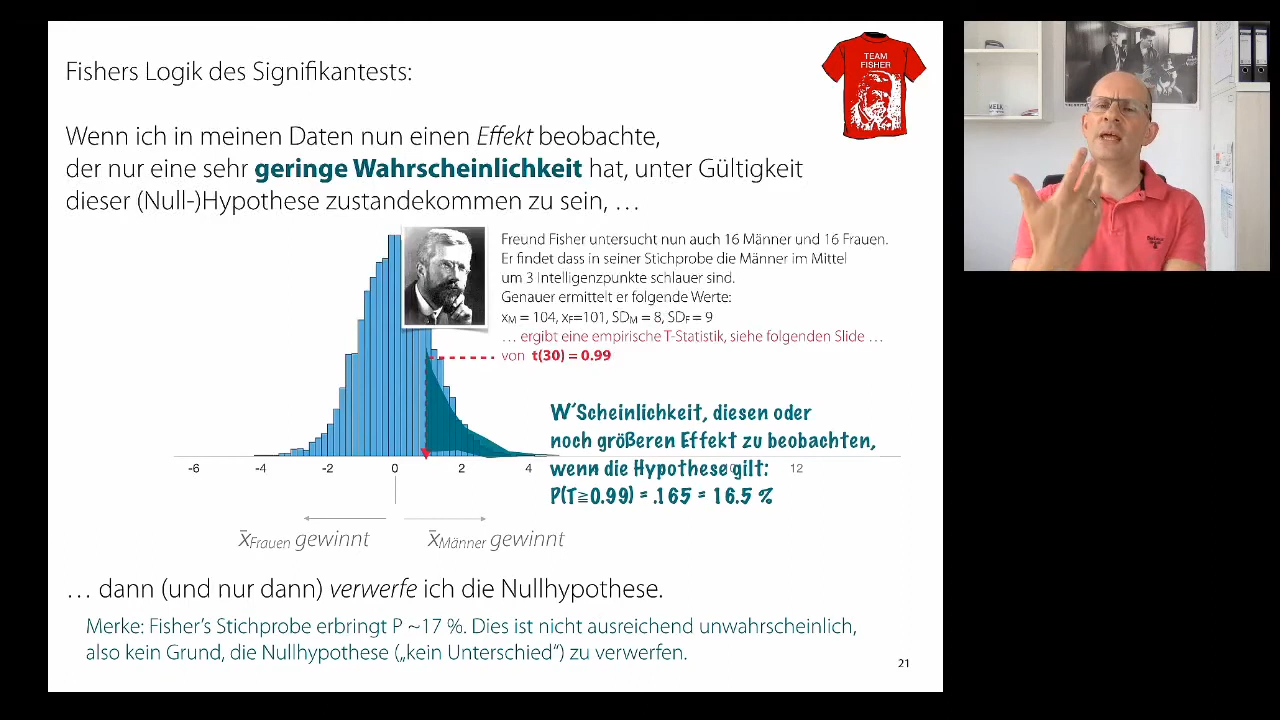 Fishers Logik des Signifikantests:
TEAM
FISHER
Wenn ich in meinen Daten nun einen Effekt beobachte,
der nur eine sehr geringe Wahrscheinlichkeit hat, unter Gültigkeit
dieser (Null-)Hypothese zustandekommen zu sein, …
Freund Fisher untersucht nun auch 16 Männer und 16 Frauen.
Er findet dass in seiner Stichprobe die Männer im Mittel
um 3 Intelligenzpunkte schlauer sind.
Genauer ermittelt er folgende Werte:
xM = 104, xF=101, SDM = 8, SDF = 9
… ergibt eine empirische T-Statistik, siehe folgenden Slide …
von t(30) = 0.99
W'Scheinlichkeit, diesen oder
noch größeren Effekt zu beobachten,
wenn die Hypothese gilt:
P(T≧0.99) = .165 = 16.5 %
-6 -4 -2 0 2 4 12
x̄Frauen gewinnt
x̄Männer gewinnt
… dann (und nur dann) verwerfe ich die Nullhypothese.
Merke: Fisher's Stichprobe erbringt P ~17 %. Dies ist nicht ausreichend unwahrscheinlich,
also kein Grund, die Nullhypothese („kein Unterschied") zu verwerfen.
21